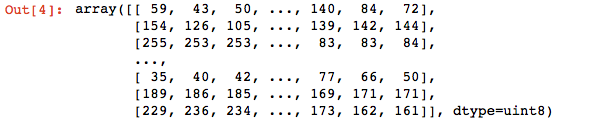 Out[4]: array([[ 59, 43, 50, ..., 140, 84, 72],
[154, 126, 105, ..., 139, 142, 144],
[255, 253, 253, ..., 83, 83, 84],
...,
[ 35, 40, 42, ..., 77, 66, 50],
[189, 186, 185, ..., 169, 171, 171],
[229, 236, 234, ..., 173, 162, 161]], dtype=uint8)